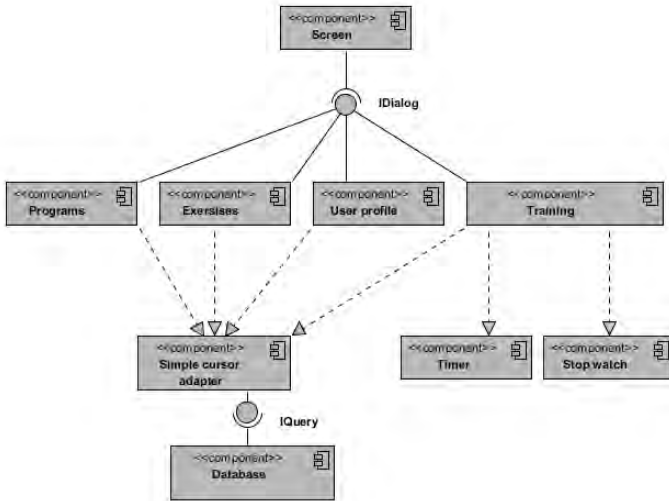 <<component>>
Screen
IDialog
<<component>>
Programs
<<component>>
Exersises
<<component>>
User profile
<<component>>
Training
<<component>>
Simple cursor
adapter
<<component>>
Timer
<<component>>
Stop watch
IQuery
<<component>>
Database